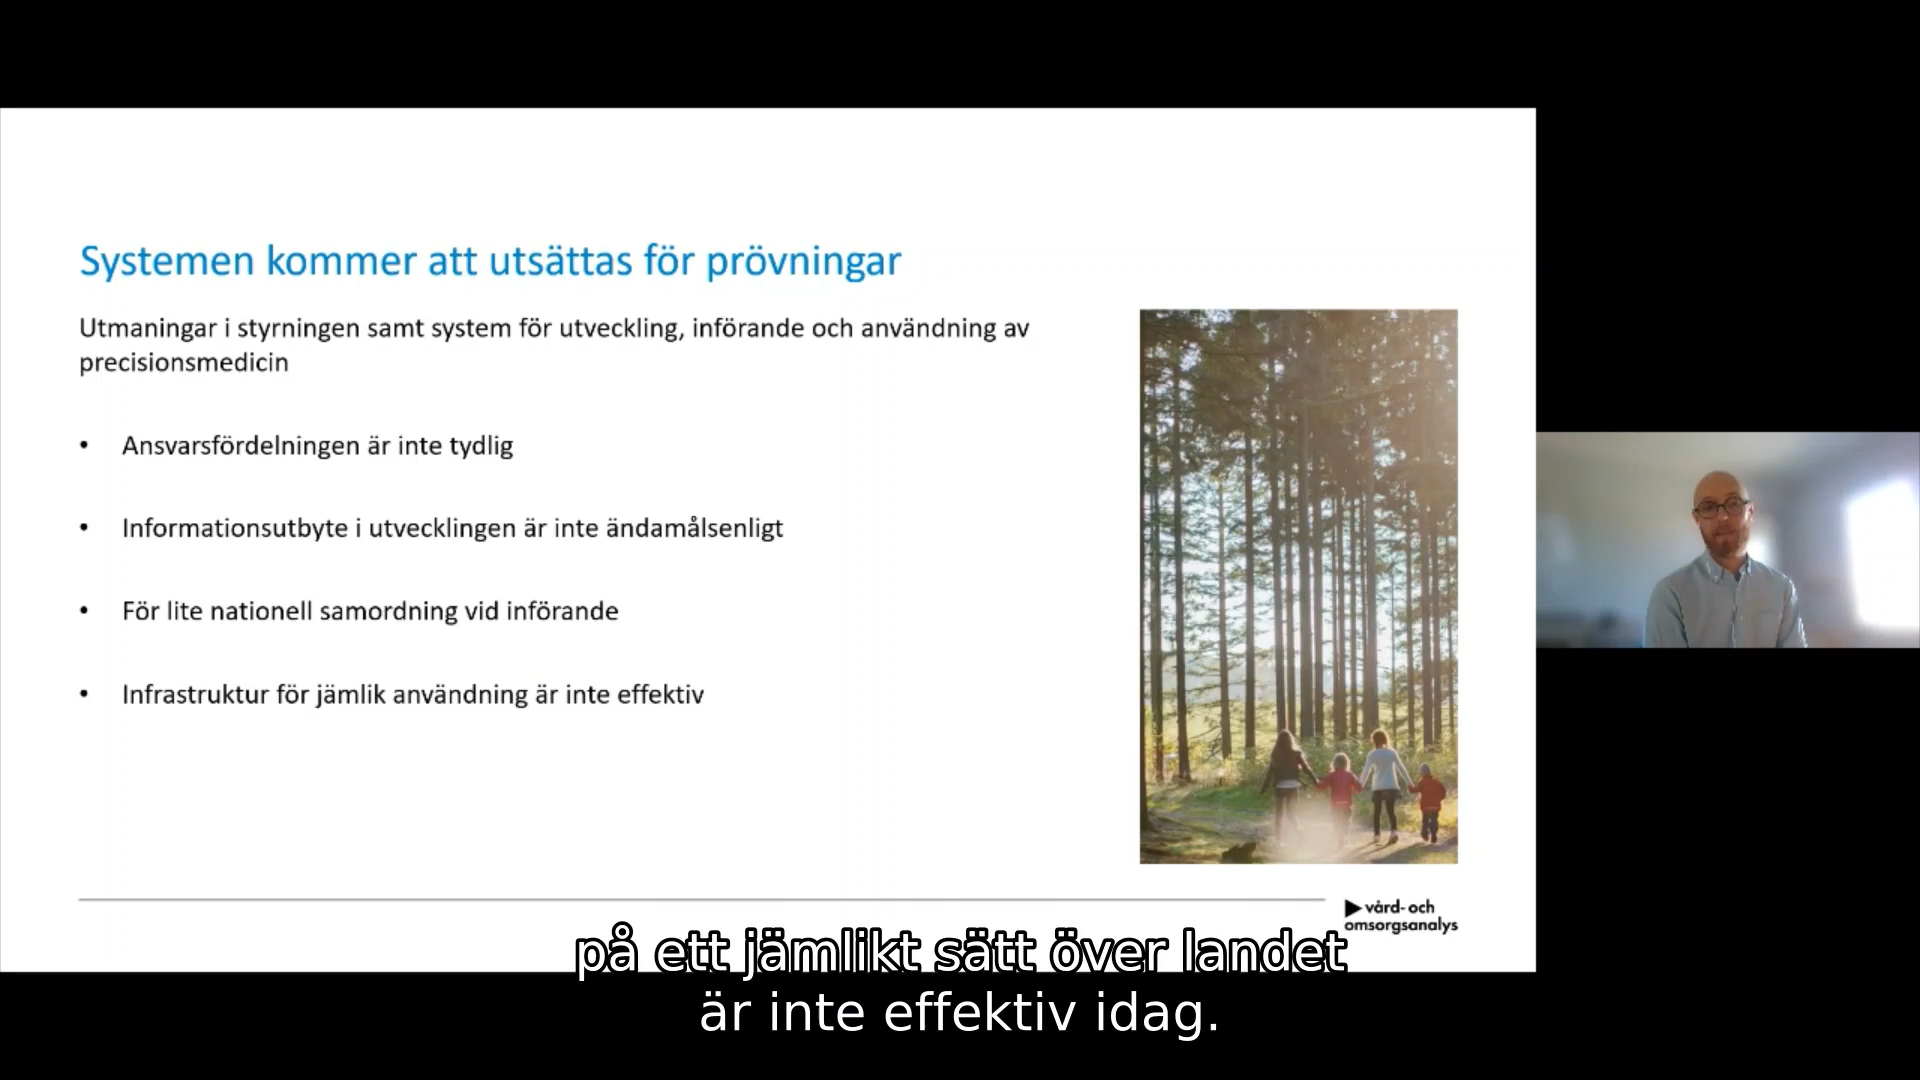 Systemen kommer att utsättas för prövningar
Utmaningar i styrningen samt system för utveckling, införande och användning av
precisionsmedicin
• Ansvarsfördelningen är inte tydlig
• Informationsutbyte i utvecklingen är inte ändamålsenligt
• För lite nationell samordning vid införande
• Infrastruktur för jämlik användning är inte effektiv
vård- och
omsorgsanalys
på ett jämlikt sätt över landet
är inte effektiv idag.